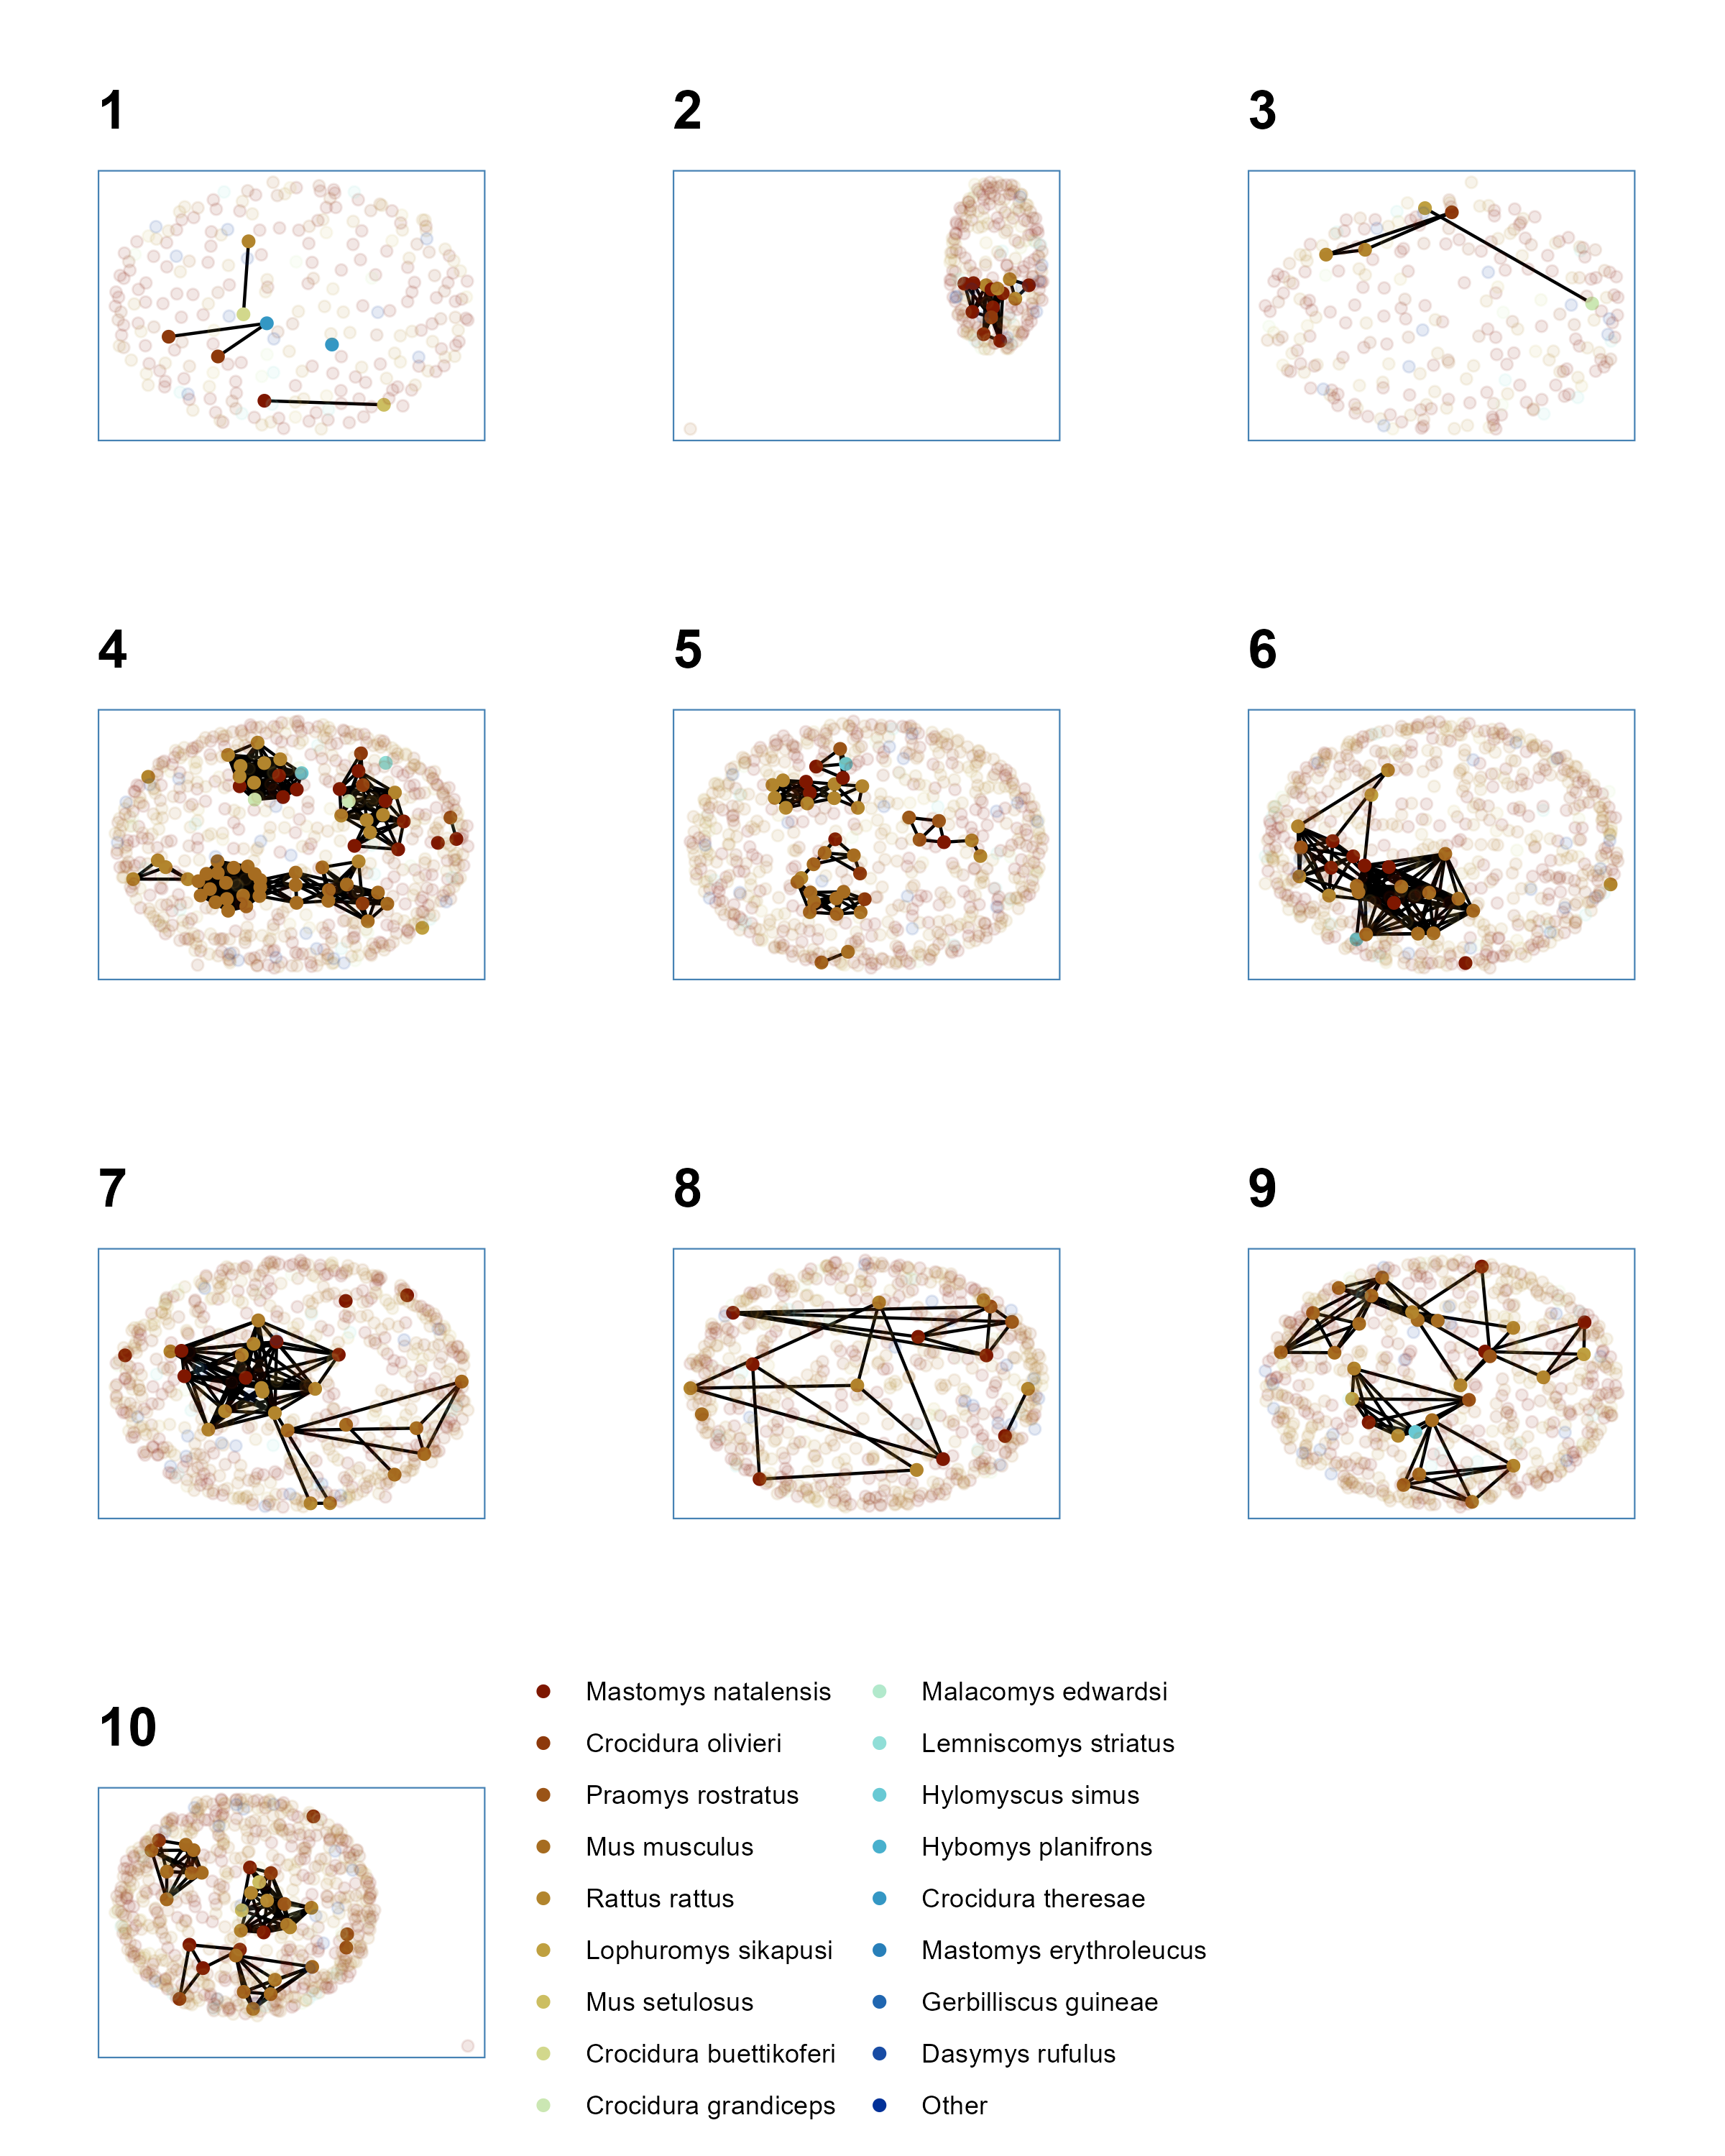 1
2
3
4
5
6
7
8
9
10
Mastomys natalensis
Crocidura olivieri
Praomys rostratus
Mus musculus
Rattus rattus
Lophuromys sikapusi
Mus setulosus
Crocidura buettikoferi
Crocidura grandiceps
Malacomys edwardsi
Lemniscomys striatus
Hylomyscus simus
Hybomys planifrons
Crocidura theresae
Mastomys erythroleucus
Gerbilliscus guineae
Dasymys rufulus
Other